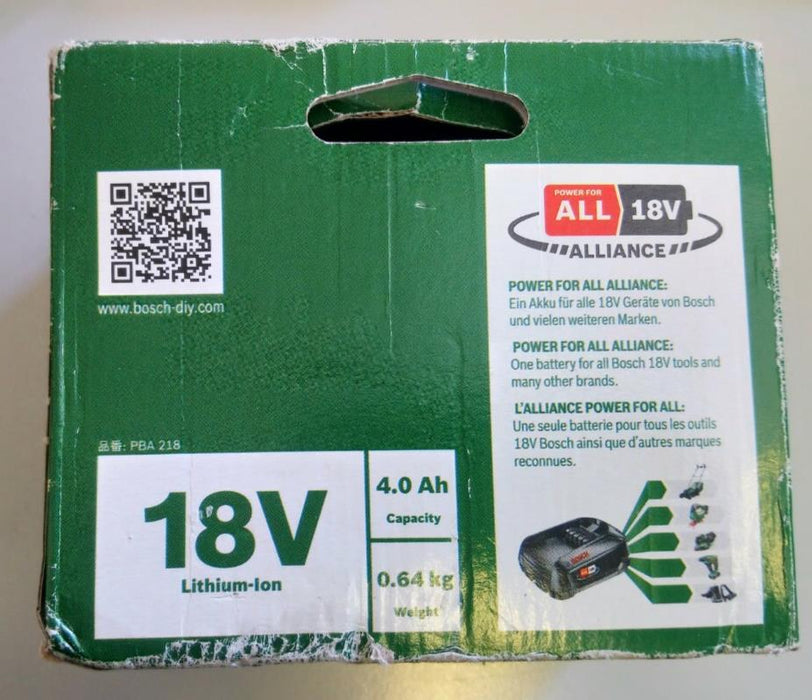 POWER FOR
ALL 18V
ALLIANCE
www.bosch-diy.com
POWER FOR ALL ALLIANCE:
Ein Akku für alle 18V Geräte von Bosch
und vielen weiteren Marken.
POWER FOR ALL ALLIANCE:
One battery for all Bosch 18V tools and
many other brands.
L'ALLIANCE POWER FOR ALL:
Une seule batterie pour tous les outils
18V Bosch ainsi que d'autres marques
reconnues.
品番: PBA 218
18V
Lithium-Ion
4.0 Ah
Capacity
0.64 kg
Weight
BOSCH
ALL